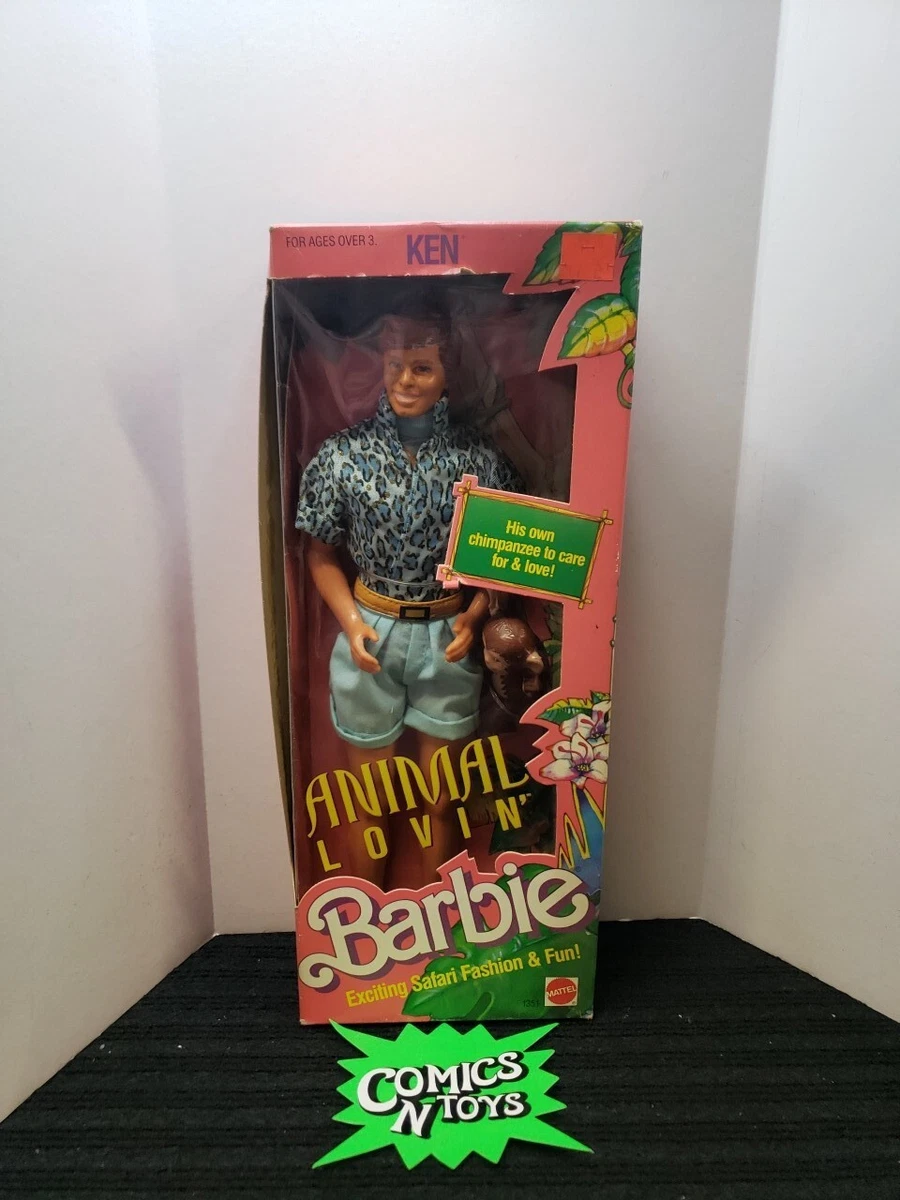 FOR AGES OVER 3.
KEN
His own
chimpanzee to care
for & love!
ANIMAL
LOVIN'™
Barbie
Exciting Safari Fashion & Fun!
MATTEL
COMICS
N TOYS